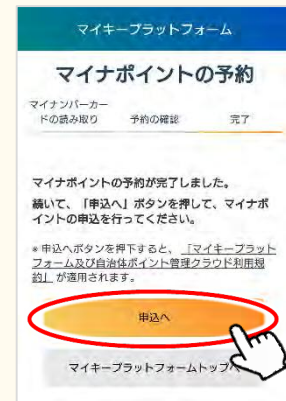 マイキープラットフォーム
マイナポイントの予約
マイナンバーカー
ドの読み取り
予約の確認
完了
マイナポイントの予約が完了しました。
続いて、「申込へ」ボタンを押して、マイナポ
イントの申込を行ってください。
* 申込へボタンを押下すると、「マイキープラット
フォーム及び自治体ポイント管理クラウド利用規
約」が適用されます。
申込へ
マイキープラットフォームトップへ